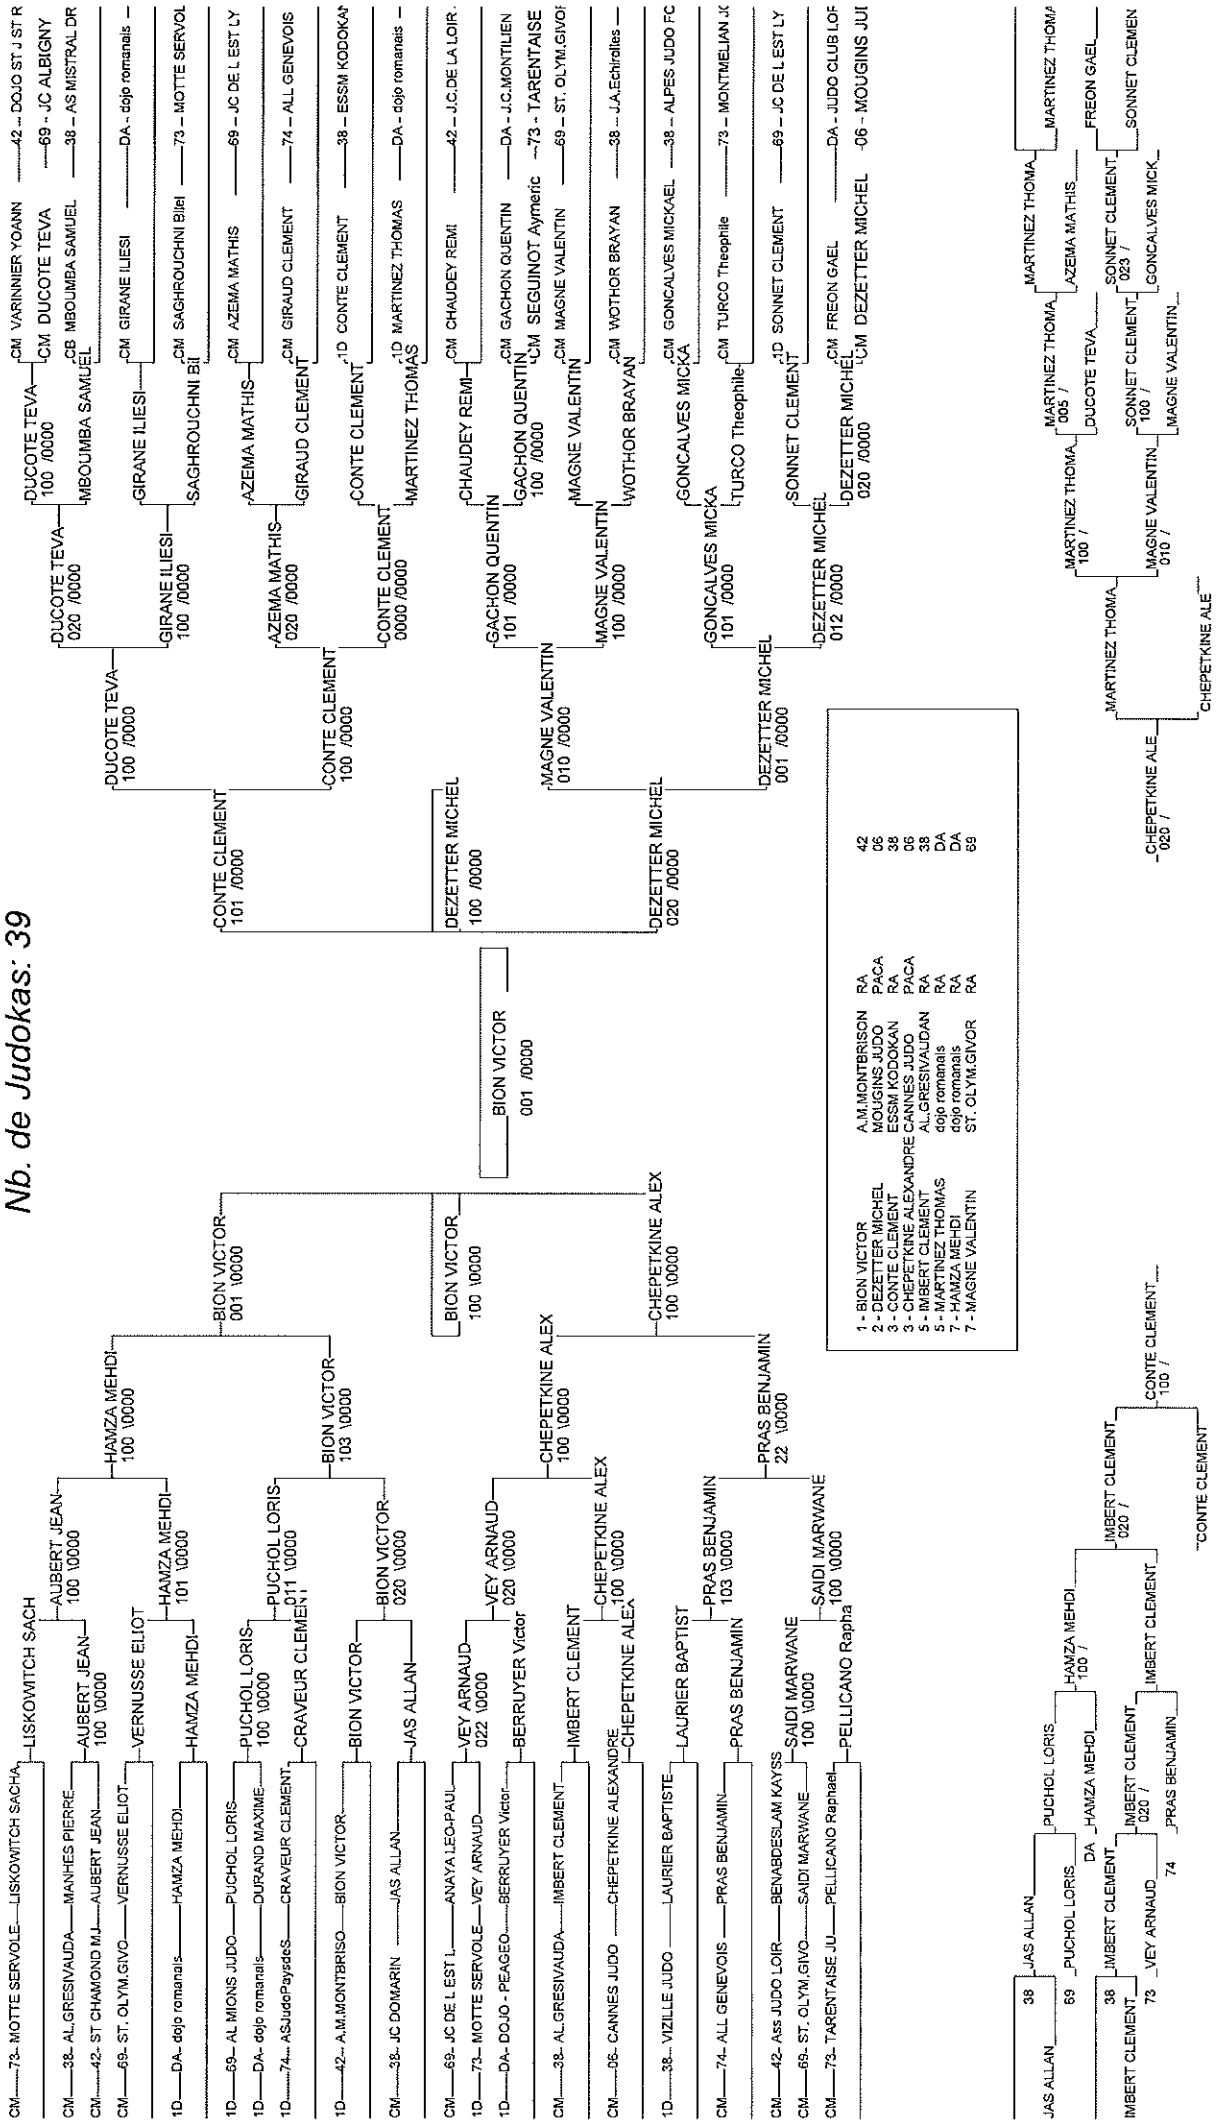 Nb. de Judokas: 39
CM 73 - MOTTE SERVOLE LISKOWITCH SACHA
CM 38 - AL.GRESIVAUDA MANHES PIERRE
CM 42 - ST CHAMOND MJ AUBERT JEAN
CM 69 - ST. OLYM.GIVO VERNUSSE ELIOT
1D DA - dojo romanais HAMZA MEHDI
1D 69 - AL MIONS JUDO PUCHOL LORIS
1D DA - dojo romanais DURAND MAXIME
1D 74 - ASJudoPaysdeS CRAVEUR CLEMENT
1D 42 - A.M.MONTBRISO BION VICTOR
CM 38 - JC DOMARIN JAS ALLAN
CM 69 - JC DE L EST L ANAYA LEO-PAUL
1D 73 - MOTTE SERVOLE VEY ARNAUD
1D DA - DOJO - PEAGEO BERRUYER Victor
CM 38 - AL.GRESIVAUDA IMBERT CLEMENT
CM 06 - CANNES JUDO CHEPETKINE ALEXANDRE
1D 38 - VIZILLE JUDO LAURIER BAPTISTE
CM 74 - ALL GENEVOIS PRAS BENJAMIN
CM 42 - Ass JUDO LOIR BENABDESLAM KAYSS
CM 69 - ST. OLYM.GIVO SAIDI MARWANE
CM 73 - TARENTAISE JU PELLICANO Raphael
LISKOWITCH SACH
AUBERT JEAN
100 \0000
VERNUSSE ELIOT
HAMZA MEHDI
PUCHOL LORIS
100 \0000
CRAVEUR CLEMENT
BION VICTOR
JAS ALLAN
VEY ARNAUD
022 \0000
BERRUYER Victor
IMBERT CLEMENT
CHEPETKINE ALEX
LAURIER BAPTIST
PRAS BENJAMIN
SAIDI MARWANE
100 \0000
PELLICANO Rapha
AUBERT JEAN
100 \0000
HAMZA MEHDI
101 \0000
PUCHOL LORIS
011 \0000
BION VICTOR
020 \0000
VEY ARNAUD
020 \0000
CHEPETKINE ALEX
100 \0000
PRAS BENJAMIN
103 \0000
SAIDI MARWANE
100 \0000
HAMZA MEHDI
100 \0000
BION VICTOR
103 \0000
CHEPETKINE ALEX
100 \0000
PRAS BENJAMIN
22 \0000
BION VICTOR
001 \0000
CHEPETKINE ALEX
100 \0000
BION VICTOR
100 \0000
BION VICTOR
001 /0000
DEZETTER MICHEL
100 /0000
CONTE CLEMENT
101 /0000
DEZETTER MICHEL
020 /0000
DUCOTE TEVA
100 /0000
CONTE CLEMENT
100 /0000
MAGNE VALENTIN
010 /0000
DEZETTER MICHEL
001 /0000
DUCOTE TEVA
020 /0000
GIRANE ILIESI
100 /0000
AZEMA MATHIS
020 /0000
CONTE CLEMENT
0000 /0000
GACHON QUENTIN
101 /0000
MAGNE VALENTIN
100 /0000
GONCALVES MICKA
101 /0000
DEZETTER MICHEL
012 /0000
DUCOTE TEVA
100 /0000
MBOUMBA SAMUEL
GIRANE ILIESI
SAGHROUCHNI Bil
AZEMA MATHIS
GIRAUD CLEMENT
CONTE CLEMENT
MARTINEZ THOMAS
CHAUDEY REMI
GACHON QUENTIN
100 /0000
MAGNE VALENTIN
WOTHOR BRAYAN
GONCALVES MICKA
TURCO Theophile
SONNET CLEMENT
DEZETTER MICHEL
020 /0000
CM VARINNIER YOANN 42 - DOJO ST J ST R
CM DUCOTE TEVA 69 - JC ALBIGNY
CB MBOUMBA SAMUEL 38 - AS MISTRAL DR
CM GIRANE ILIESI DA - dojo romanais
CM SAGHROUCHNI Bilel 73 - MOTTE SERVOL
CM AZEMA MATHIS 69 - JC DE L EST LY
CM GIRAUD CLEMENT 74 - ALL GENEVOIS
1D CONTE CLEMENT 38 - ESSM KODOKAN
1D MARTINEZ THOMAS DA - dojo romanais
CM CHAUDEY REMI 42 - J.C.DE LA LOIR.
CM GACHON QUENTIN DA - J.C.MONTILIEN
CM SEGUINOT Aymeric 73 - TARENTAISE
CM MAGNE VALENTIN 69 - ST. OLYM.GIVOR
CM WOTHOR BRAYAN 38 - J.A.Echirolles
CM GONCALVES MICKAEL 38 - ALPES JUDO FC
CM TURCO Theophile 73 - MONTMELIAN JC
1D SONNET CLEMENT 69 - JC DE L EST LY
CM FREON GAEL DA - JUDO CLUB LOR
CM DEZETTER MICHEL 06 - MOUGINS JUI
1 - BION VICTOR A.M.MONTBRISON RA 42
2 - DEZETTER MICHEL MOUGINS JUDO PACA 06
3 - CONTE CLEMENT ESSM KODOKAN RA 38
3 - CHEPETKINE ALEXANDRE CANNES JUDO PACA 06
5 - IMBERT CLEMENT AL.GRESIVAUDAN RA 38
5 - MARTINEZ THOMAS dojo romanais RA DA
7 - HAMZA MEHDI dojo romanais RA DA
7 - MAGNE VALENTIN ST. OLYM.GIVOR RA 69
JAS ALLAN
IMBERT CLEMENT
38 JAS ALLAN
69 PUCHOL LORIS
38 IMBERT CLEMENT
73 VEY ARNAUD
PUCHOL LORIS
DA HAMZA MEHDI
IMBERT CLEMENT
020 /
74 PRAS BENJAMIN
HAMZA MEHDI
100 /
IMBERT CLEMENT
IMBERT CLEMENT
020 /
CONTE CLEMENT
CONTE CLEMENT
100 /
CHEPETKINE ALE
020 /
MARTINEZ THOMA
CHEPETKINE ALE
MARTINEZ THOMA
100 /
MAGNE VALENTIN
010 /
MARTINEZ THOMA
005 /
DUCOTE TEVA
SONNET CLEMENT
100 /
MAGNE VALENTIN
MARTINEZ THOMA
AZEMA MATHIS
SONNET CLEMENT
023 /
GONCALVES MICK
MARTINEZ THOMA
FREON GAEL
SONNET CLEMEN